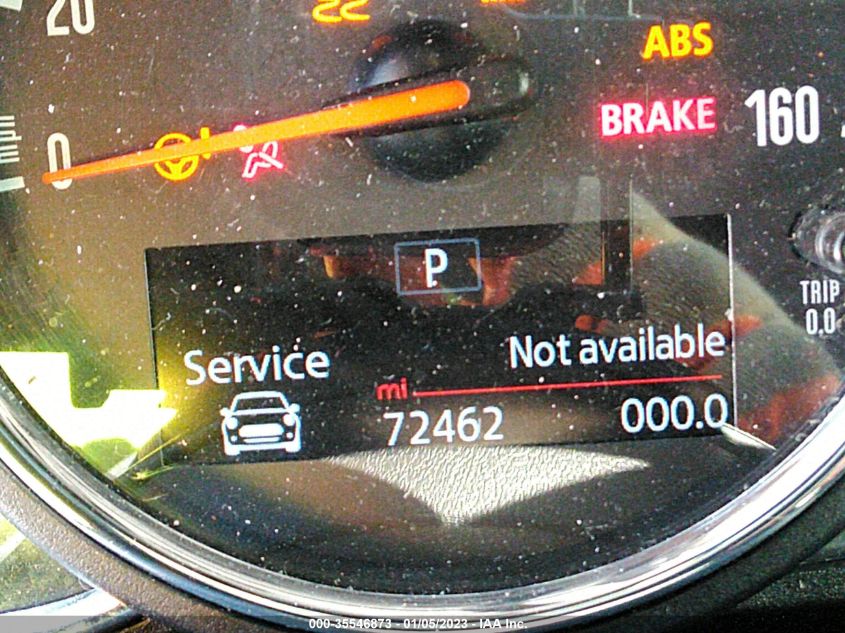 20
ABS
mph
0
BRAKE
160
P
TRIP
0.0
Service
Not available
mi
72462
000.0
000-35546873 - 01/05/2023 - IAA Inc.